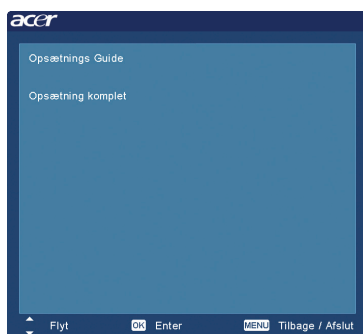 acer
Opsætnings Guide
Opsætning komplet
Flyt OK Enter MENU Tilbage / Afslut